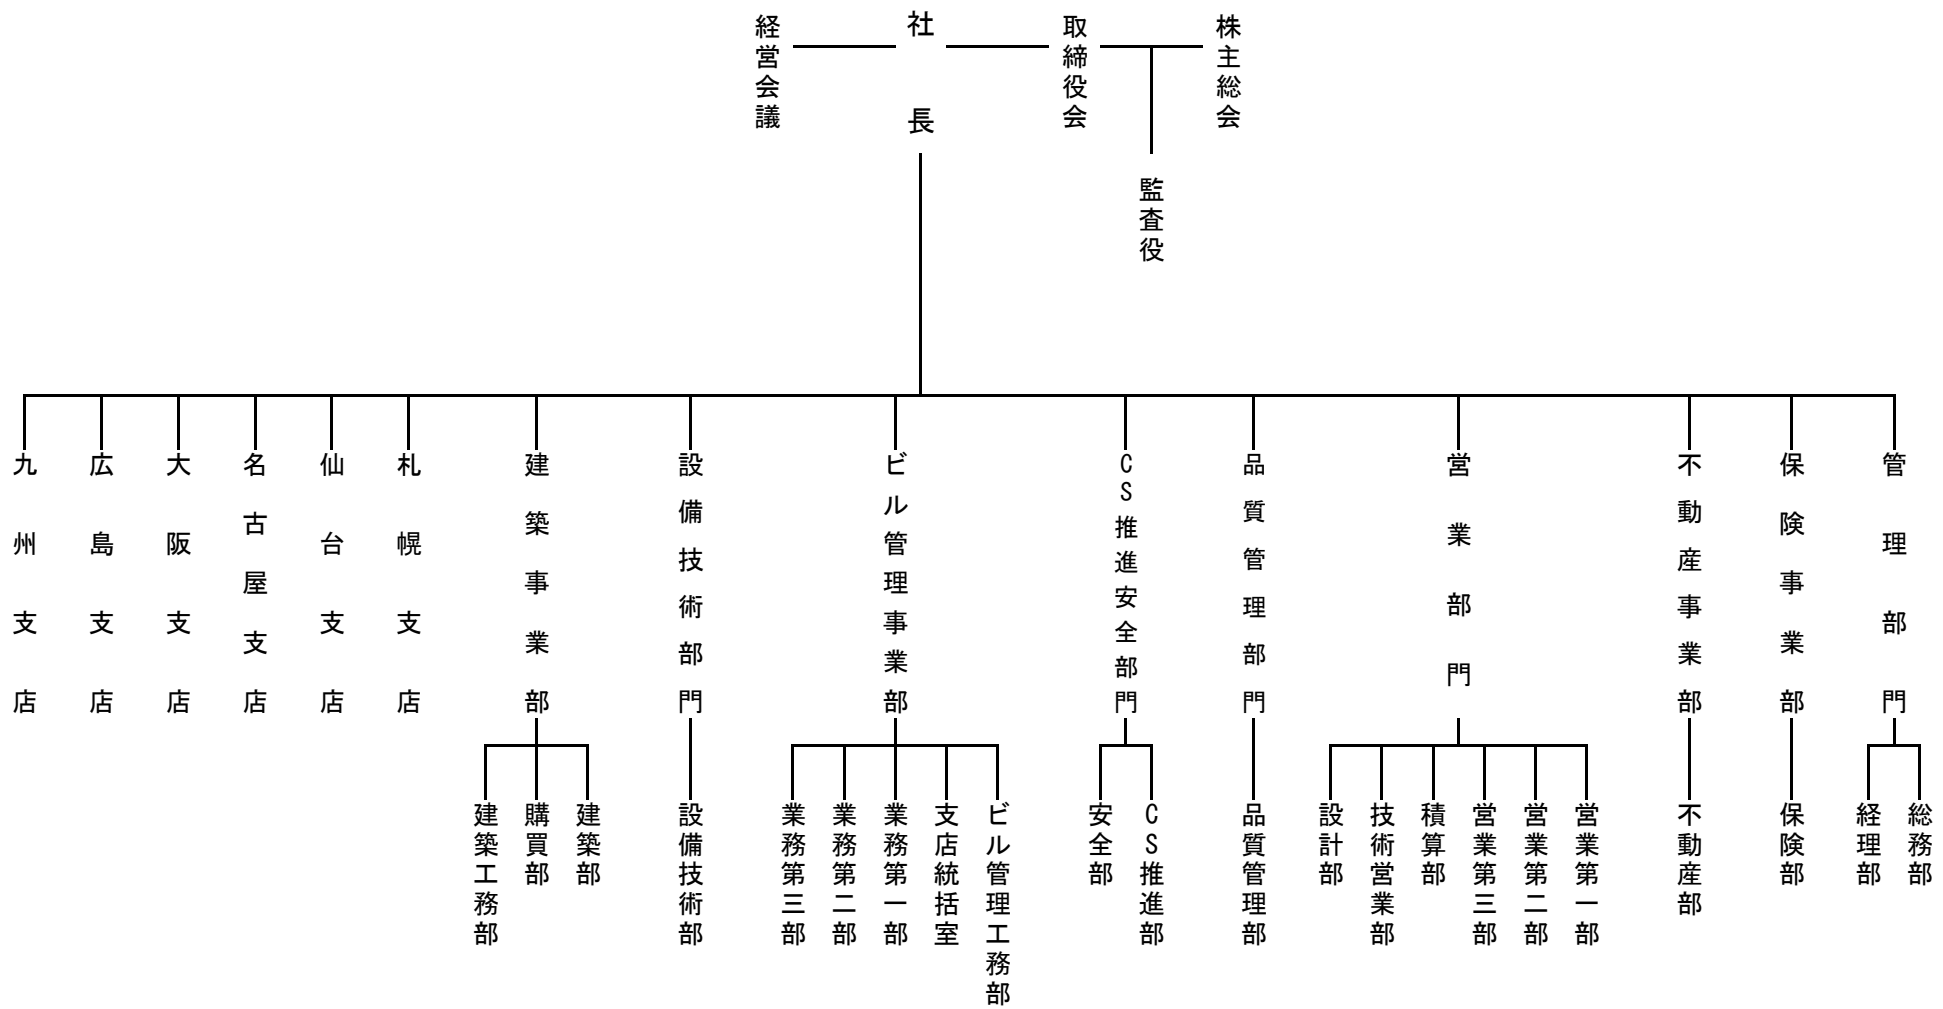 株主総会
取締役会
社長
経営会議
監査役
管理部門
保険事業部
不動産事業部
営業部門
品質管理部門
CS推進安全部門
ビル管理事業部
設備技術部門
建築事業部
札幌支店
仙台支店
名古屋支店
大阪支店
広島支店
九州支店
総務部
経理部
保険部
不動産部
営業第一部
営業第二部
営業第三部
積算部
技術営業部
設計部
品質管理部
CS推進部
安全部
ビル管理工務部
支店統括室
業務第一部
業務第二部
業務第三部
設備技術部
建築部
購買部
建築工務部